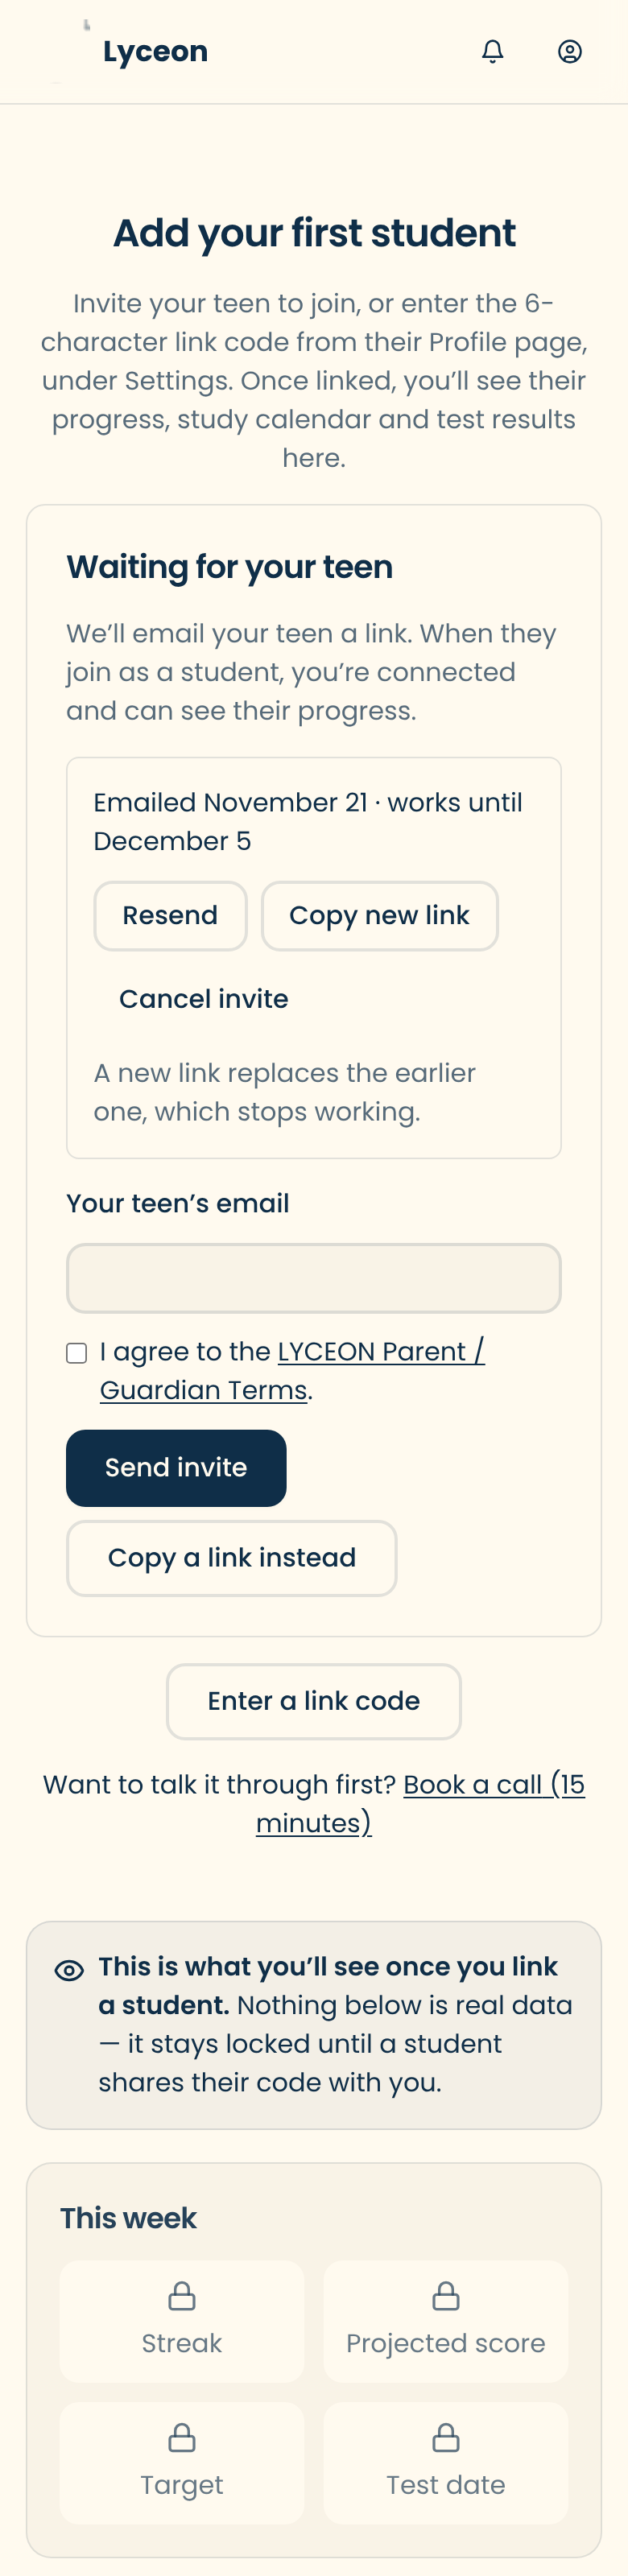 Lyceon
Add your first student
Invite your teen to join, or enter the 6-
character link code from their Profile page,
under Settings. Once linked, you’ll see their
progress, study calendar and test results
here.
Waiting for your teen
We’ll email your teen a link. When they
join as a student, you’re connected
and can see their progress.
Emailed November 21 · works until
December 5
Resend
Copy new link
Cancel invite
A new link replaces the earlier
one, which stops working.
Your teen’s email
I agree to the LYCEON Parent /
Guardian Terms.
Send invite
Copy a link instead
Enter a link code
Want to talk it through first? Book a call (15
minutes)
This is what you’ll see once you link
a student. Nothing below is real data
— it stays locked until a student
shares their code with you.
This week
Streak
Projected score
Target
Test date